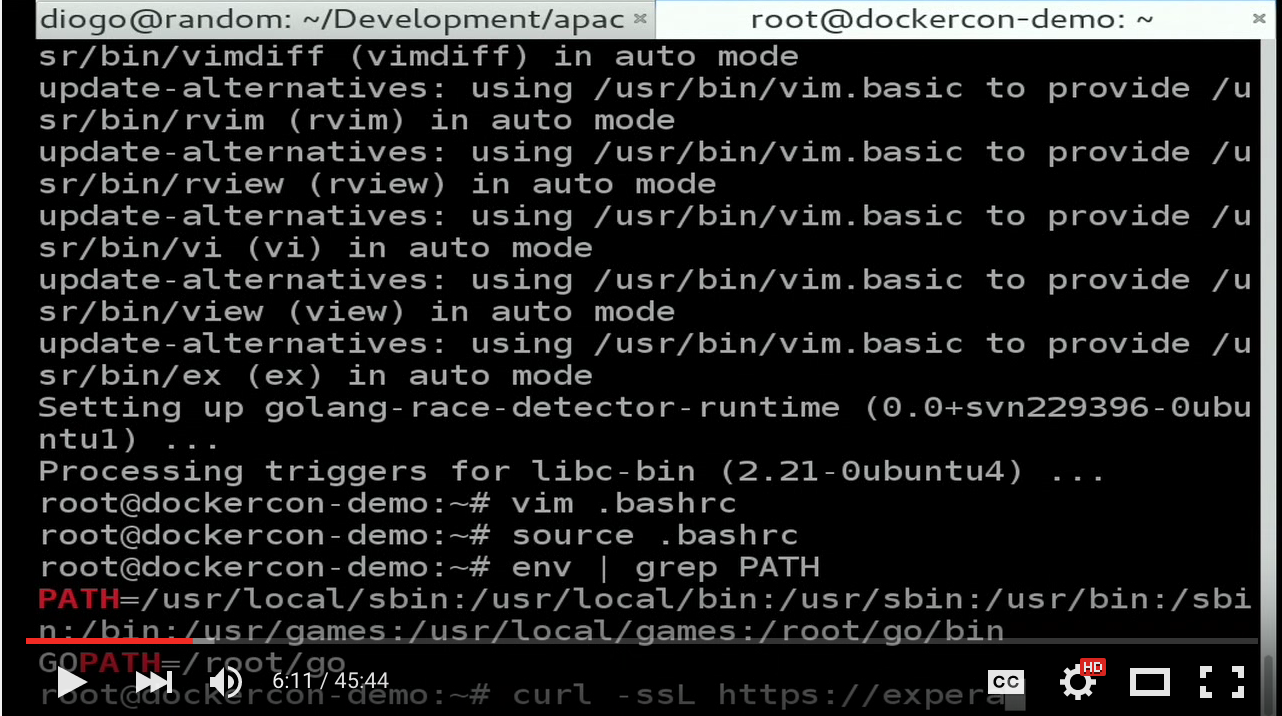 diogo@random: ~/Development/apac × root@dockercon-demo: ~ ×
sr/bin/vimdiff (vimdiff) in auto mode
update-alternatives: using /usr/bin/vim.basic to provide /u
sr/bin/rvim (rvim) in auto mode
update-alternatives: using /usr/bin/vim.basic to provide /u
sr/bin/rview (rview) in auto mode
update-alternatives: using /usr/bin/vim.basic to provide /u
sr/bin/vi (vi) in auto mode
update-alternatives: using /usr/bin/vim.basic to provide /u
sr/bin/view (view) in auto mode
update-alternatives: using /usr/bin/vim.basic to provide /u
sr/bin/ex (ex) in auto mode
Setting up golang-race-detector-runtime (0.0+svn229396-0ubu
ntu1) ...
Processing triggers for libc-bin (2.21-0ubuntu4) ...
root@dockercon-demo:~# vim .bashrc
root@dockercon-demo:~# source .bashrc
root@dockercon-demo:~# env | grep PATH
PATH=/usr/local/sbin:/usr/local/bin:/usr/sbin:/usr/bin:/sbi
n:/bin:/usr/games:/usr/local/games:/root/go/bin
GOPATH=/root/go
6:11 / 45:44 CC HD
root@dockercon-demo:~# curl -ssL https://expera